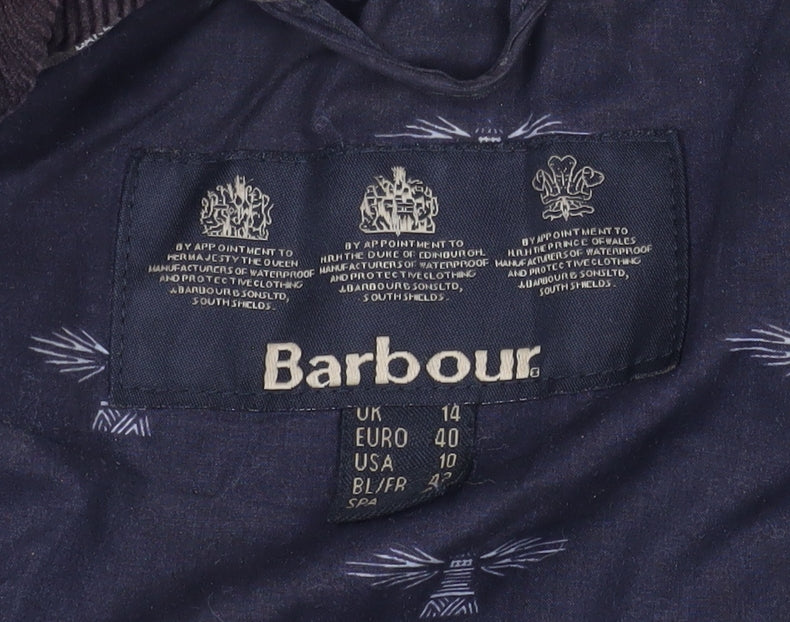 BY APPOINTMENT TO
HER MAJESTY THE QUEEN
MANUFACTURERS OF WATERPROOF
AND PROTECTIVE CLOTHING
J.BARBOUR & SONS LTD,
SOUTH SHIELDS.
BY APPOINTMENT TO
H.R.H. THE DUKE OF EDINBURGH.
MANUFACTURERS OF WATERPROOF
AND PROTECTIVE CLOTHING
J.BARBOUR & SONS LTD,
SOUTH SHIELDS.
BY APPOINTMENT TO
H.R.H. THE PRINCE OF WALES
MANUFACTURERS OF WATERPROOF
AND PROTECTIVE CLOTHING
J.BARBOUR & SONS LTD,
SOUTH SHIELDS.
Barbour
UK 14
EURO 40
USA 10
BL/FR
SPA